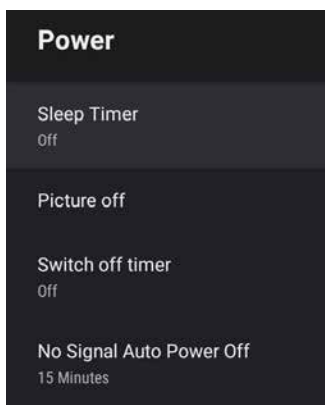 Power
Sleep Timer
Off
Picture off
Switch off timer
Off
No Signal Auto Power Off
15 Minutes